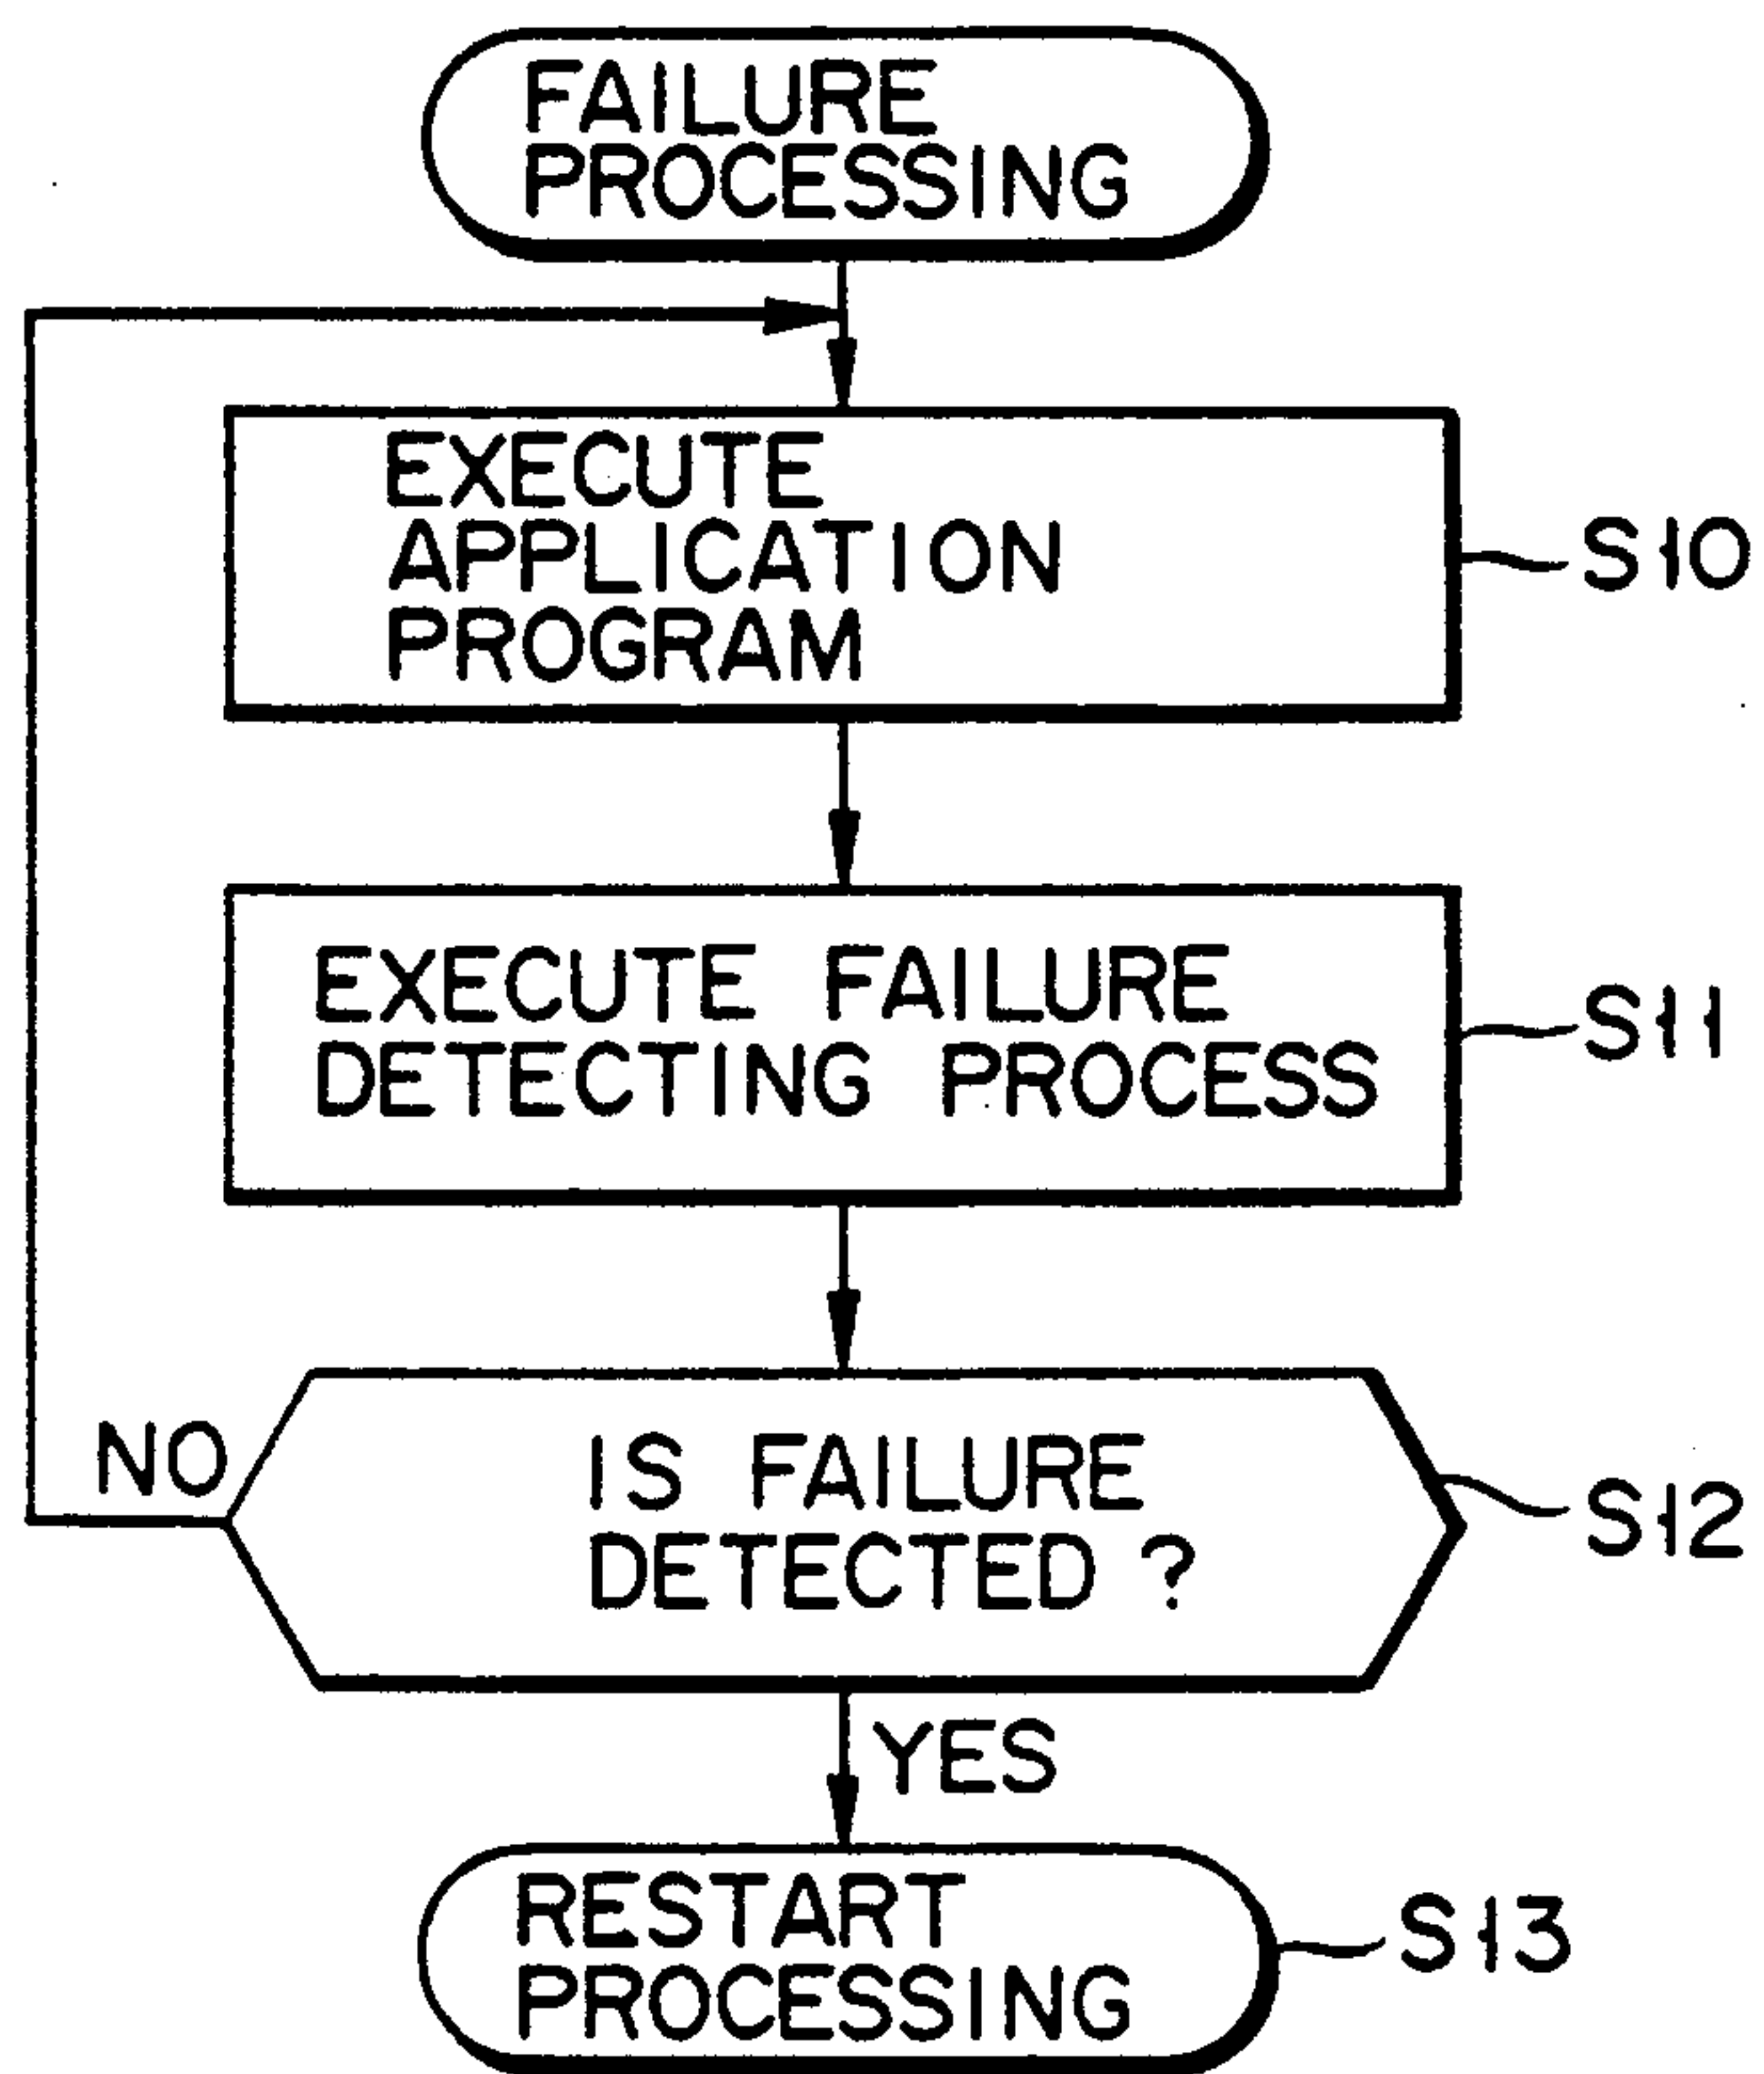 FAILURE
PROCESSING
EXECUTE
APPLICATION
PROGRAM
S10
EXECUTE FAILURE
DETECTING PROCESS
S11
NO
IS FAILURE
DETECTED ?
S12
YES
RESTART
PROCESSING
S13